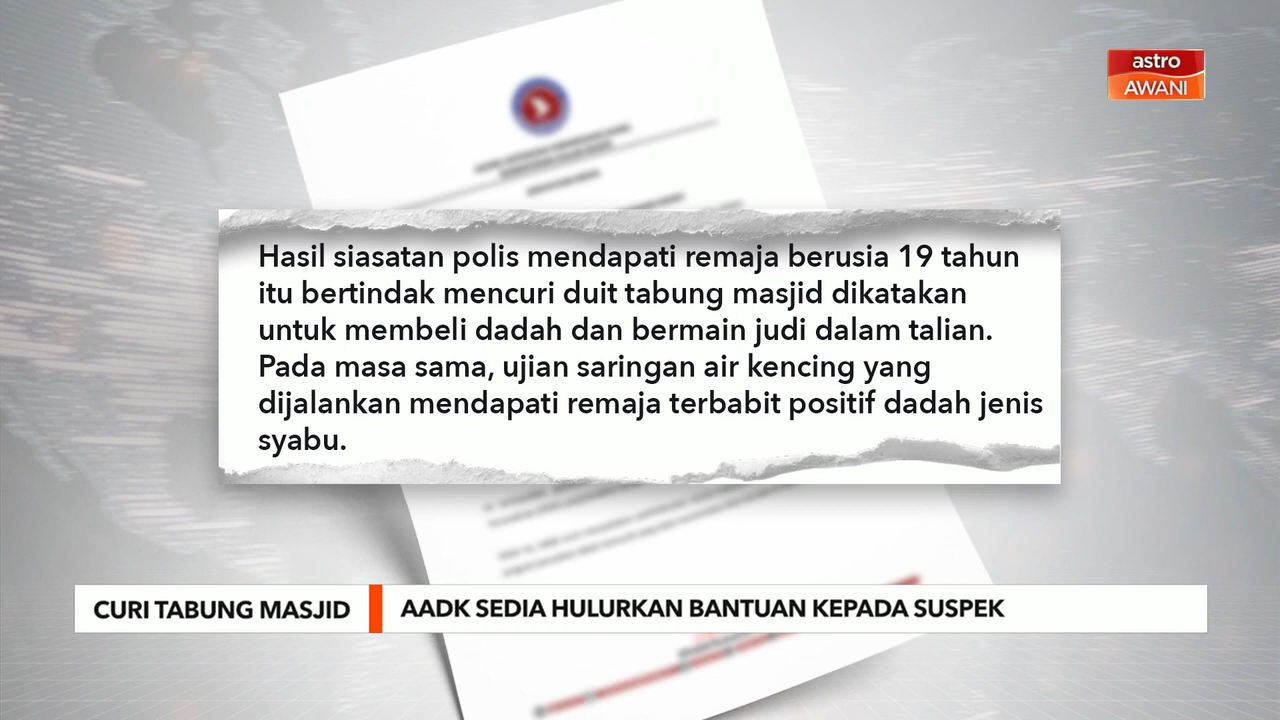 astro
AWANI
Hasil siasatan polis mendapati remaja berusia 19 tahun
itu bertindak mencuri duit tabung masjid dikatakan
untuk membeli dadah dan bermain judi dalam talian.
Pada masa sama, ujian saringan air kencing yang
dijalankan mendapati remaja terbabit positif dadah jenis
syabu.
CURI TABUNG MASJID
AADK SEDIA HULURKAN BANTUAN KEPADA SUSPEK